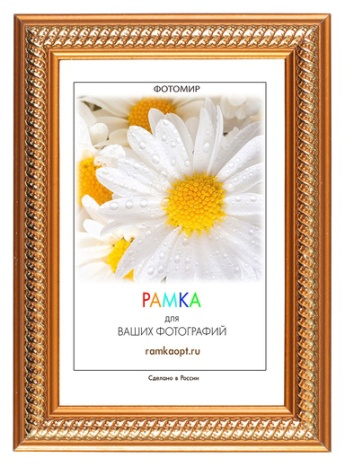 ФОТОМИР
РАМКА
для
ВАШИХ ФОТОГРАФИЙ
ramkaopt.ru
Сделано в России